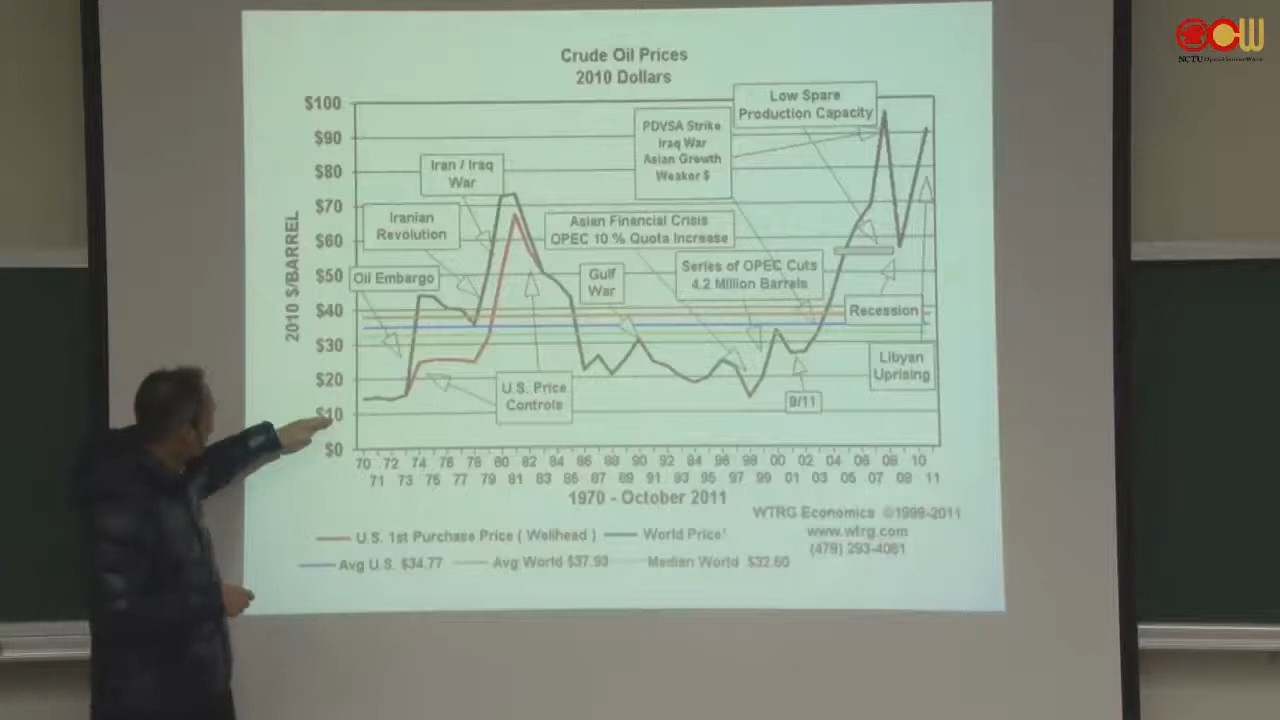 OCW
NCTU OpenCourseWare
Crude Oil Prices
2010 Dollars
Low Spare
Production Capacity
PDVSA Strike
Iraq War
Asian Growth
Weaker $
Iran / Iraq
War
Iranian
Revolution
Asian Financial Crisis
OPEC 10 % Quota Increase
Oil Embargo
Gulf
War
Series of OPEC Cuts
4.2 Million Barrels
Recession
Libyan
Uprising
U.S. Price
Controls
9/11
2010 $/BARREL
$100
$90
$80
$70
$60
$50
$40
$30
$20
$10
$0
70 72 74 76 78 80 82 84 86 88 90 92 94 96 98 00 02 04 06 08 10
71 73 75 77 79 81 83 85 87 89 91 93 95 97 99 01 03 05 07 09 11
1970 - October 2011
WTRG Economics ©1998-2011
www.wtrg.com
(479) 293-4081
U.S. 1st Purchase Price ( Wellhead ) World Price*
Avg U.S. $34.77 Avg World $37.93 Median World $32.60